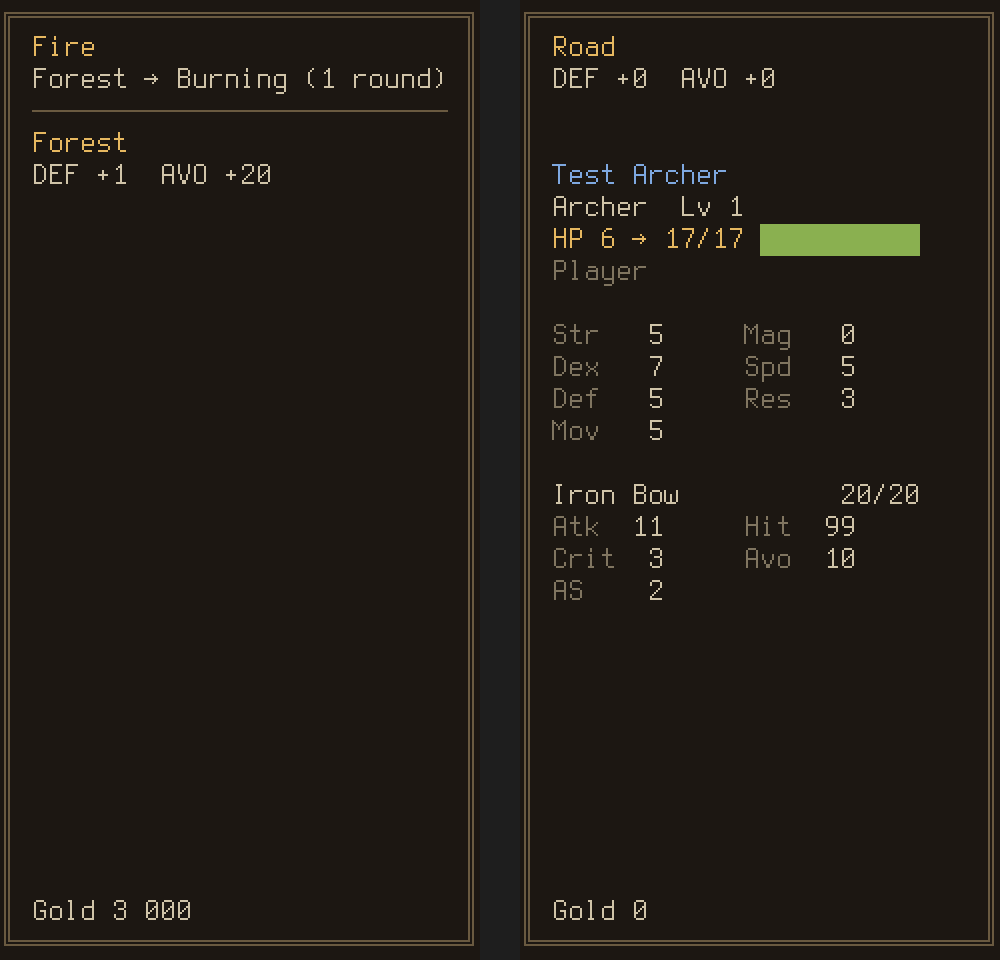 Fire
Forest → Burning (1 round)
Forest
DEF +1  AVO +20
Gold 3 000
Road
DEF +0  AVO +0
Test Archer
Archer  Lv 1
HP 6 → 17/17
Player
Str 5  Mag 0
Dex 7  Spd 5
Def 5  Res 3
Mov 5
Iron Bow  20/20
Atk 11  Hit 99
Crit 3  Avo 10
AS 2
Gold 0